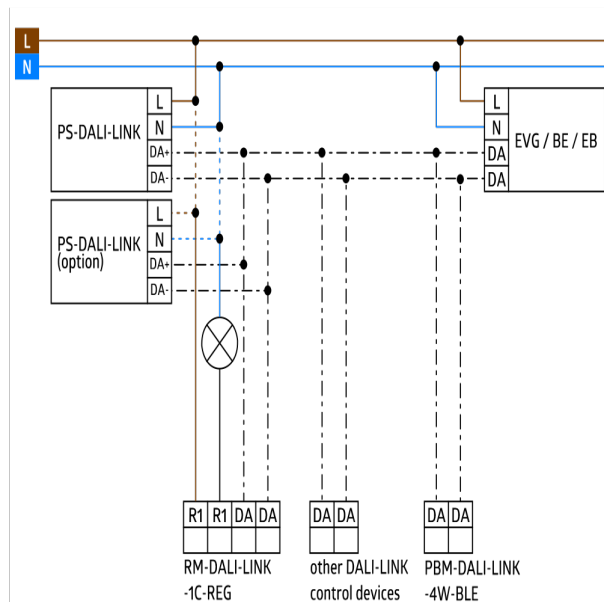 L
N
PS-DALI-LINK
L
N
DA+
DA-
EVG / BE / EB
L
N
DA
DA
PS-DALI-LINK
(option)
L
N
DA+
DA-
R1 R1 DA DA
DA DA
DA DA
RM-DALI-LINK
-1C-REG
other DALI-LINK
control devices
PBM-DALI-LINK
-4W-BLE